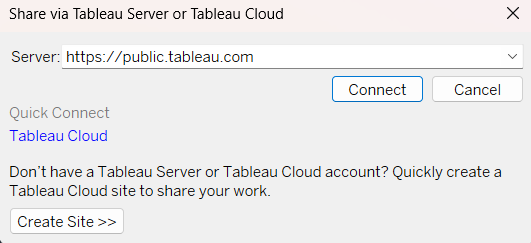 Share via Tableau Server or Tableau Cloud
Server: https://public.tableau.com
Connect Cancel
Quick Connect
Tableau Cloud
Don't have a Tableau Server or Tableau Cloud account? Quickly create a
Tableau Cloud site to share your work.
Create Site >>